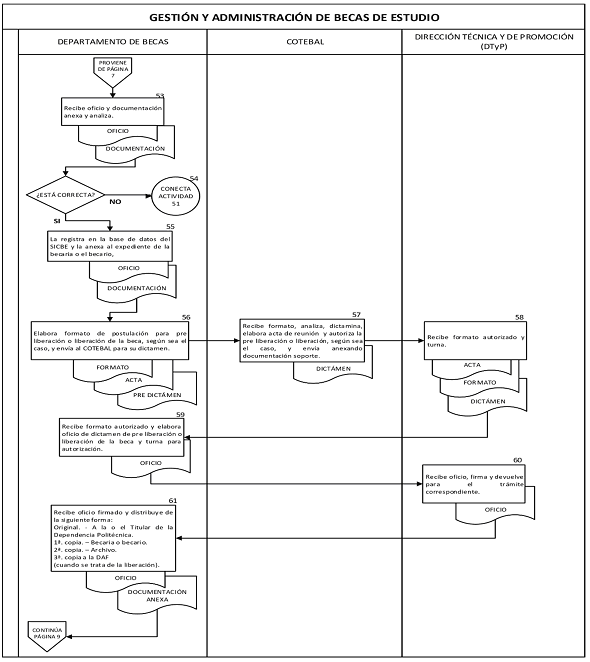 GESTIÓN Y ADMINISTRACIÓN DE BECAS DE ESTUDIO
DEPARTAMENTO DE BECAS
COTEBAL
DIRECCIÓN TÉCNICA Y DE PROMOCIÓN
(DTyP)
PROVIENE
DE PÁGINA
7
53
Recibe oficio y documentación
anexa y analiza.
OFICIO
DOCUMENTACIÓN
¿ESTÁ CORRECTA?
NO
54
CONECTA
ACTIVIDAD
51
SI
55
La registra en la base de datos del
SICBE y la anexa al expediente de la
becaria o el becario,
OFICIO
DOCUMENTACIÓN
56
Elabora formato de postulación para pre
liberación o liberación de la beca, según sea el
caso, y envía al COTEBAL para su dictamen.
FORMATO
ACTA
PRE DICTÁMEN
57
Recibe formato, analiza, dictamina,
elabora acta de reunión y autoriza la
pre liberación o liberación, según sea
el caso, y envía anexando
documentación soporte.
DICTÁMEN
58
Recibe formato autorizado y
turna.
ACTA
FORMATO
DICTÁMEN
59
Recibe formato autorizado y elabora
oficio de dictamen de pre liberación o
liberación de la beca y turna para
autorización.
OFICIO
60
Recibe oficio, firma y devuelve
para el trámite
correspondiente.
OFICIO
61
Recibe oficio firmado y distribuye de
la siguiente forma:
Original. - A la o el Titular de la
Dependencia Politécnica.
1ª. copia. – Becaria o becario.
2ª. copia. – Archivo.
3ª. copia a la DAF
(cuando se trata de la liberación).
OFICIO
DOCUMENTACIÓN
ANEXA
CONTINÚA
PÁGINA 9